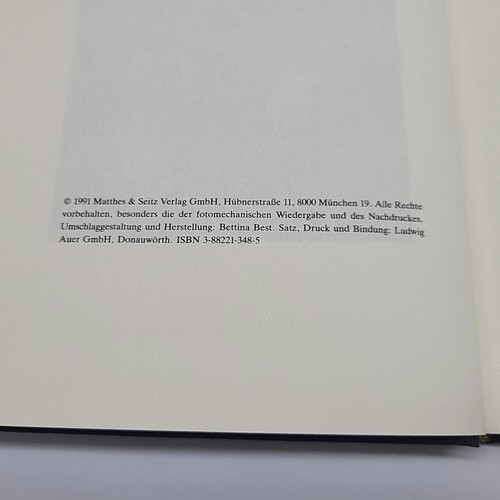 © 1991 Matthes & Seitz Verlag GmbH, Hübnerstraße 11, 8000 München 19. Alle Rechte
vorbehalten, besonders die der fotomechanischen Wiedergabe und des Nachdruckes.
Umschlaggestaltung und Herstellung: Bettina Best. Satz, Druck und Bindung: Ludwig
Auer GmbH, Donauwörth. ISBN 3-88221-348-5